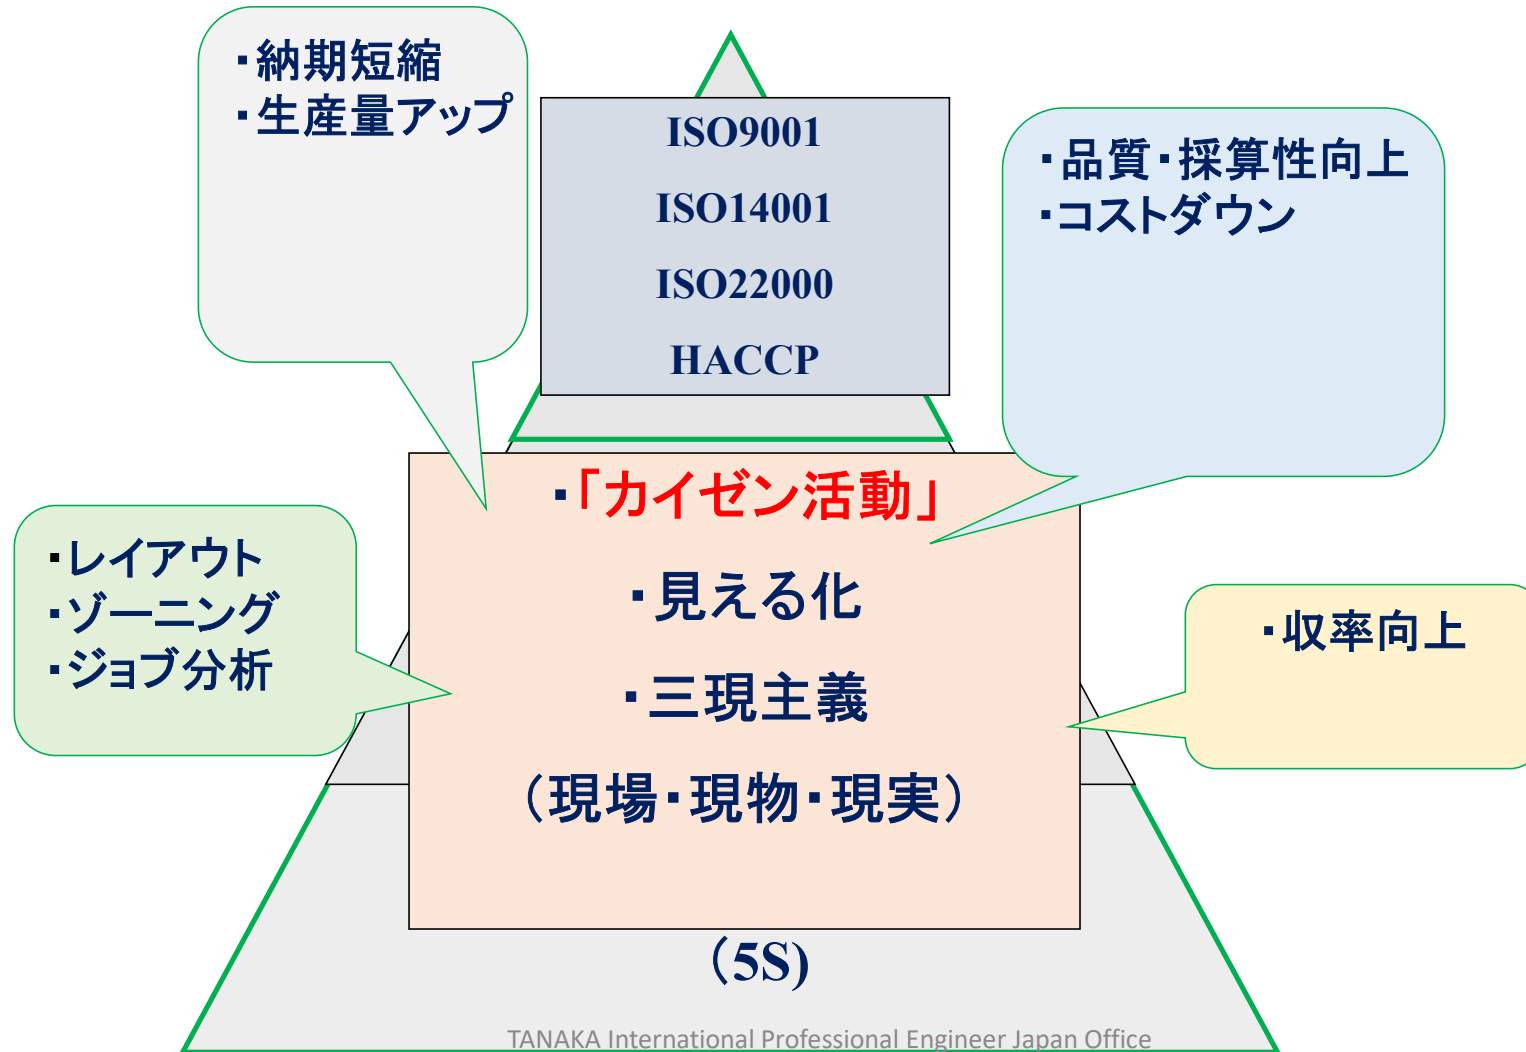 ・納期短縮
・生産量アップ
ISO9001
ISO14001
ISO22000
HACCP
・品質・採算性向上
・コストダウン
・「カイゼン活動」
・見える化
・三現主義
（現場・現物・現実）
・レイアウト
・ゾーニング
・ジョブ分析
・収率向上
（5S)
TANAKA International Professional Engineer Japan Office